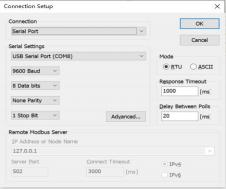 Connection Setup
Connection
Serial Port
OK
Cancel
Serial Settings
USB Serial Port (COM8)
9600 Baud
8 Data bits
None Parity
1 Stop Bit
Advanced...
Mode
RTU
ASCII
Response Timeout
1000 [ms]
Delay Between Polls
20 [ms]
Remote Modbus Server
IP Address or Node Name
127.0.0.1
Server Port
Connect Timeout
502
3000 [ms]
IPv4
IPv6